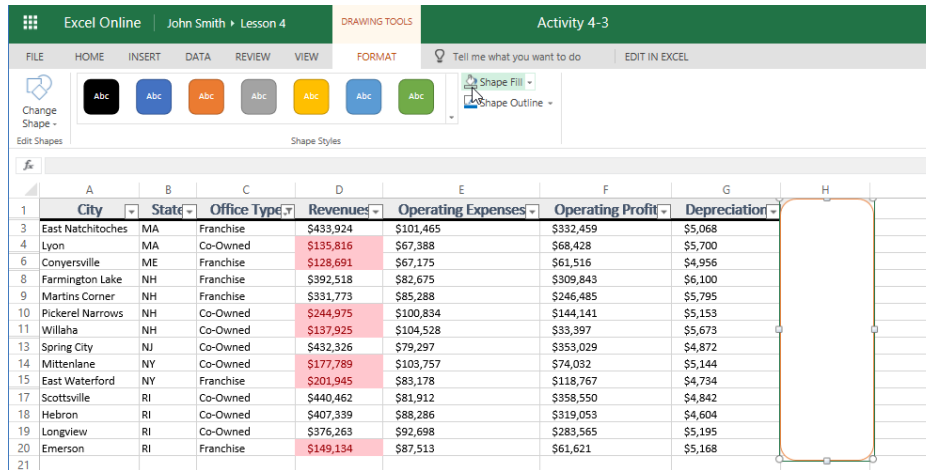 Excel Online John Smith ▸ Lesson 4 DRAWING TOOLS Activity 4-3
FILE HOME INSERT DATA REVIEW VIEW FORMAT Tell me what you want to do EDIT IN EXCEL
Abc Abc Abc Abc Abc Abc Abc Shape Fill
Change Shape Outline
Shape
Edit Shapes Shape Styles
fx
A B C D E F G H
1 City State Office Type Revenues Operating Expenses Operating Profit Depreciation
3 East Natchitoches MA Franchise $433,924 $101,465 $332,459 $5,068
4 Lyon MA Co-Owned $135,816 $67,388 $68,428 $5,700
6 Conyersville ME Franchise $128,691 $67,175 $61,516 $4,956
8 Farmington Lake NH Franchise $392,518 $82,675 $309,843 $6,100
9 Martins Corner NH Franchise $331,773 $85,288 $246,485 $5,795
10 Pickerel Narrows NH Co-Owned $244,975 $100,834 $144,141 $5,153
11 Willaha NH Co-Owned $137,925 $104,528 $33,397 $5,673
13 Spring City NJ Co-Owned $432,326 $79,297 $353,029 $4,872
14 Mittenlane NY Co-Owned $177,789 $103,757 $74,032 $5,144
15 East Waterford NY Franchise $201,945 $83,178 $118,767 $4,734
17 Scottsville RI Co-Owned $440,462 $81,912 $358,550 $4,842
18 Hebron RI Co-Owned $407,339 $88,286 $319,053 $4,604
19 Longview RI Co-Owned $376,263 $92,698 $283,565 $5,195
20 Emerson RI Franchise $149,134 $87,513 $61,621 $5,168
21